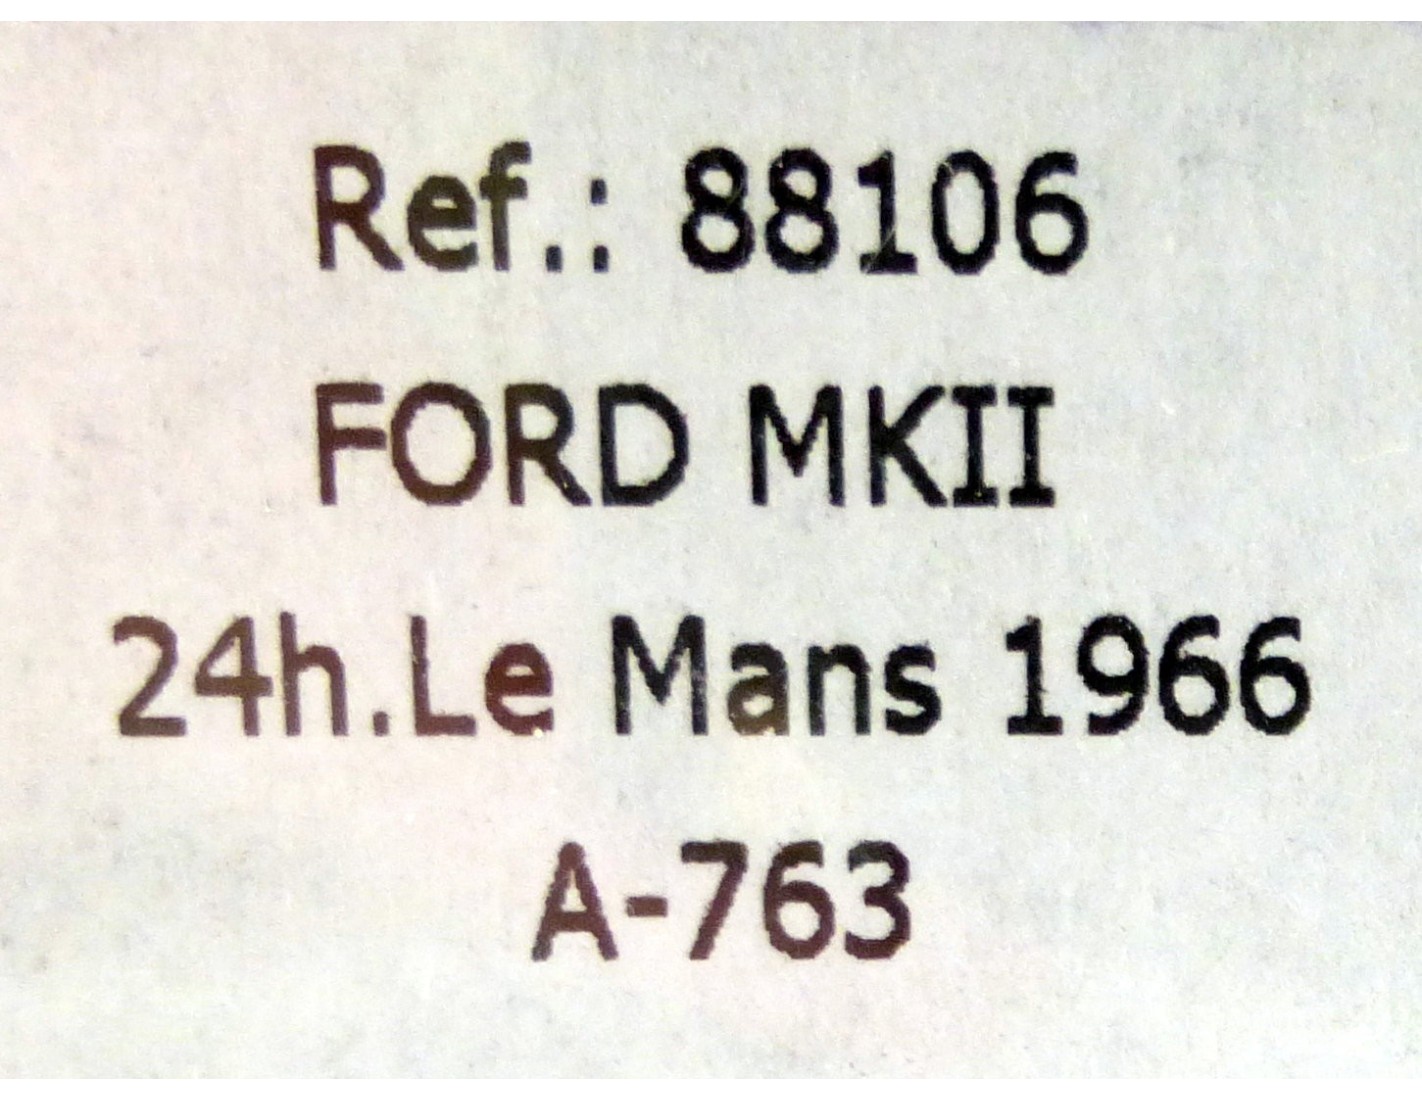 Ref.: 88106
FORD MKII
24h.Le Mans 1966
A-763